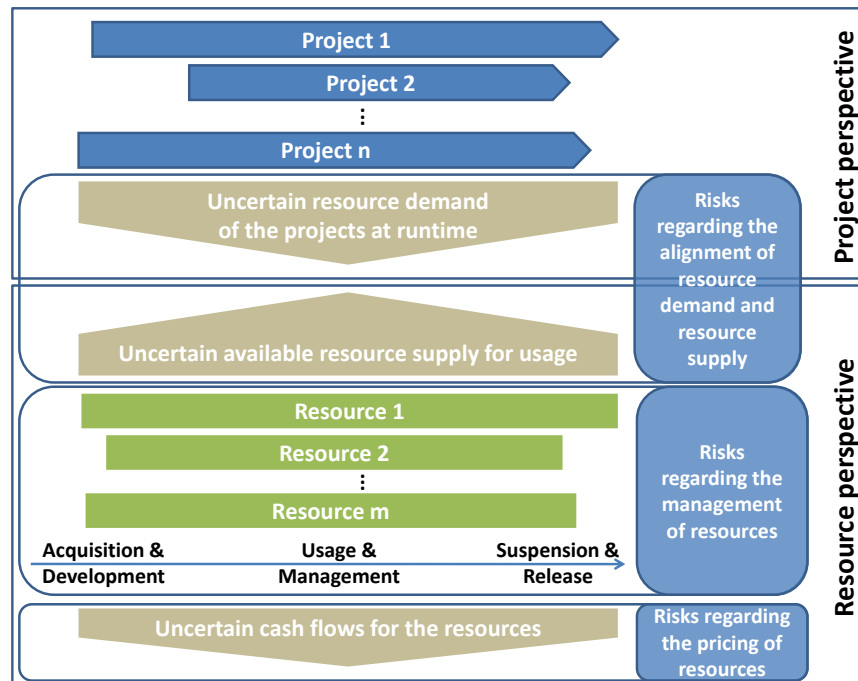 Project 1
Project 2
...
Project n
Uncertain resource demand
of the projects at runtime
Risks
regarding the
alignment of
resource
demand and
resource
supply
Project perspective
Uncertain available resource supply for usage
Resource 1
Resource 2
...
Resource m
Acquisition &
Development
Usage &
Management
Suspension &
Release
Risks
regarding the
management
of resources
Uncertain cash flows for the resources
Risks regarding
the pricing of
resources
Resource perspective